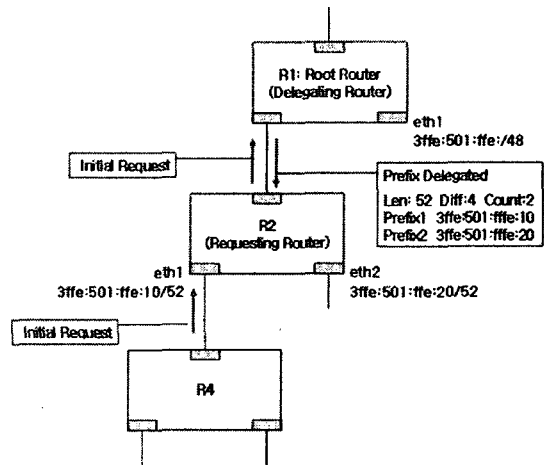 R1: Root Router
(Delegating Router)
eth1
3ffe:501:ffe:/48
Initial Request
Prefix Delegated
Len: 52 Diff:4 Count:2
Prefix1 3ffe:501:fffe:10
Prefix2 3ffe:501:fffe:20
R2
(Requesting Router)
eth1
3ffe:501:ffe:10/52
eth2
3ffe:501:ffe:20/52
Initial Request
R4